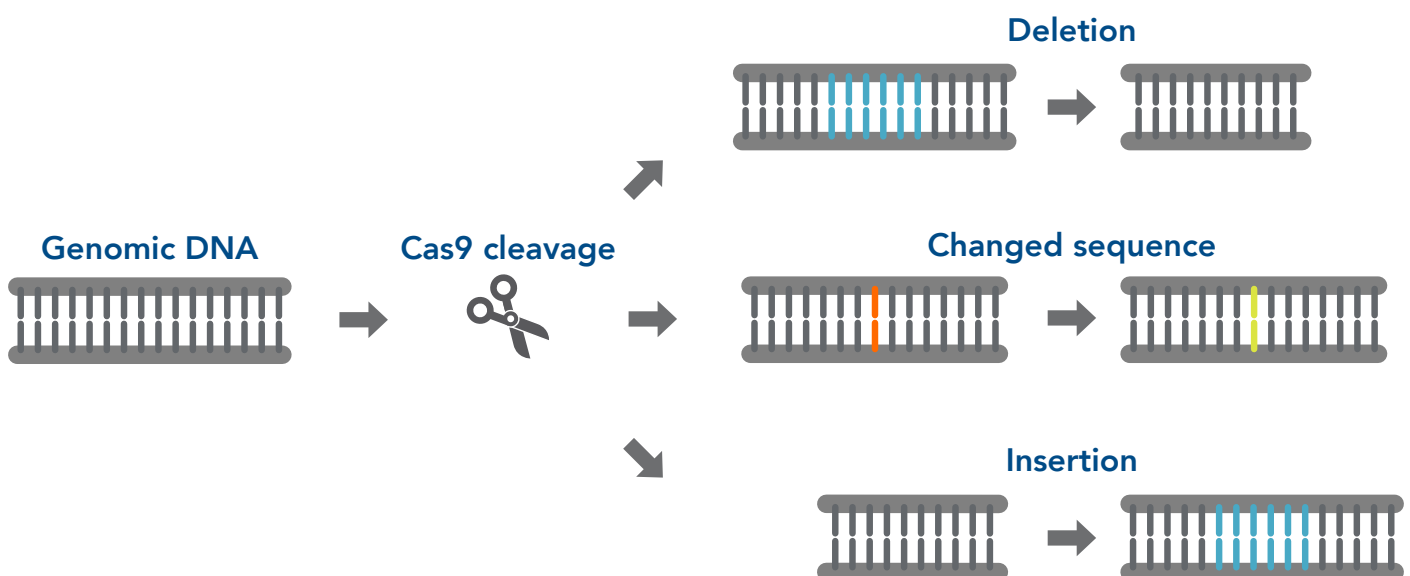 Deletion
Genomic DNA
Cas9 cleavage
Changed sequence
Insertion